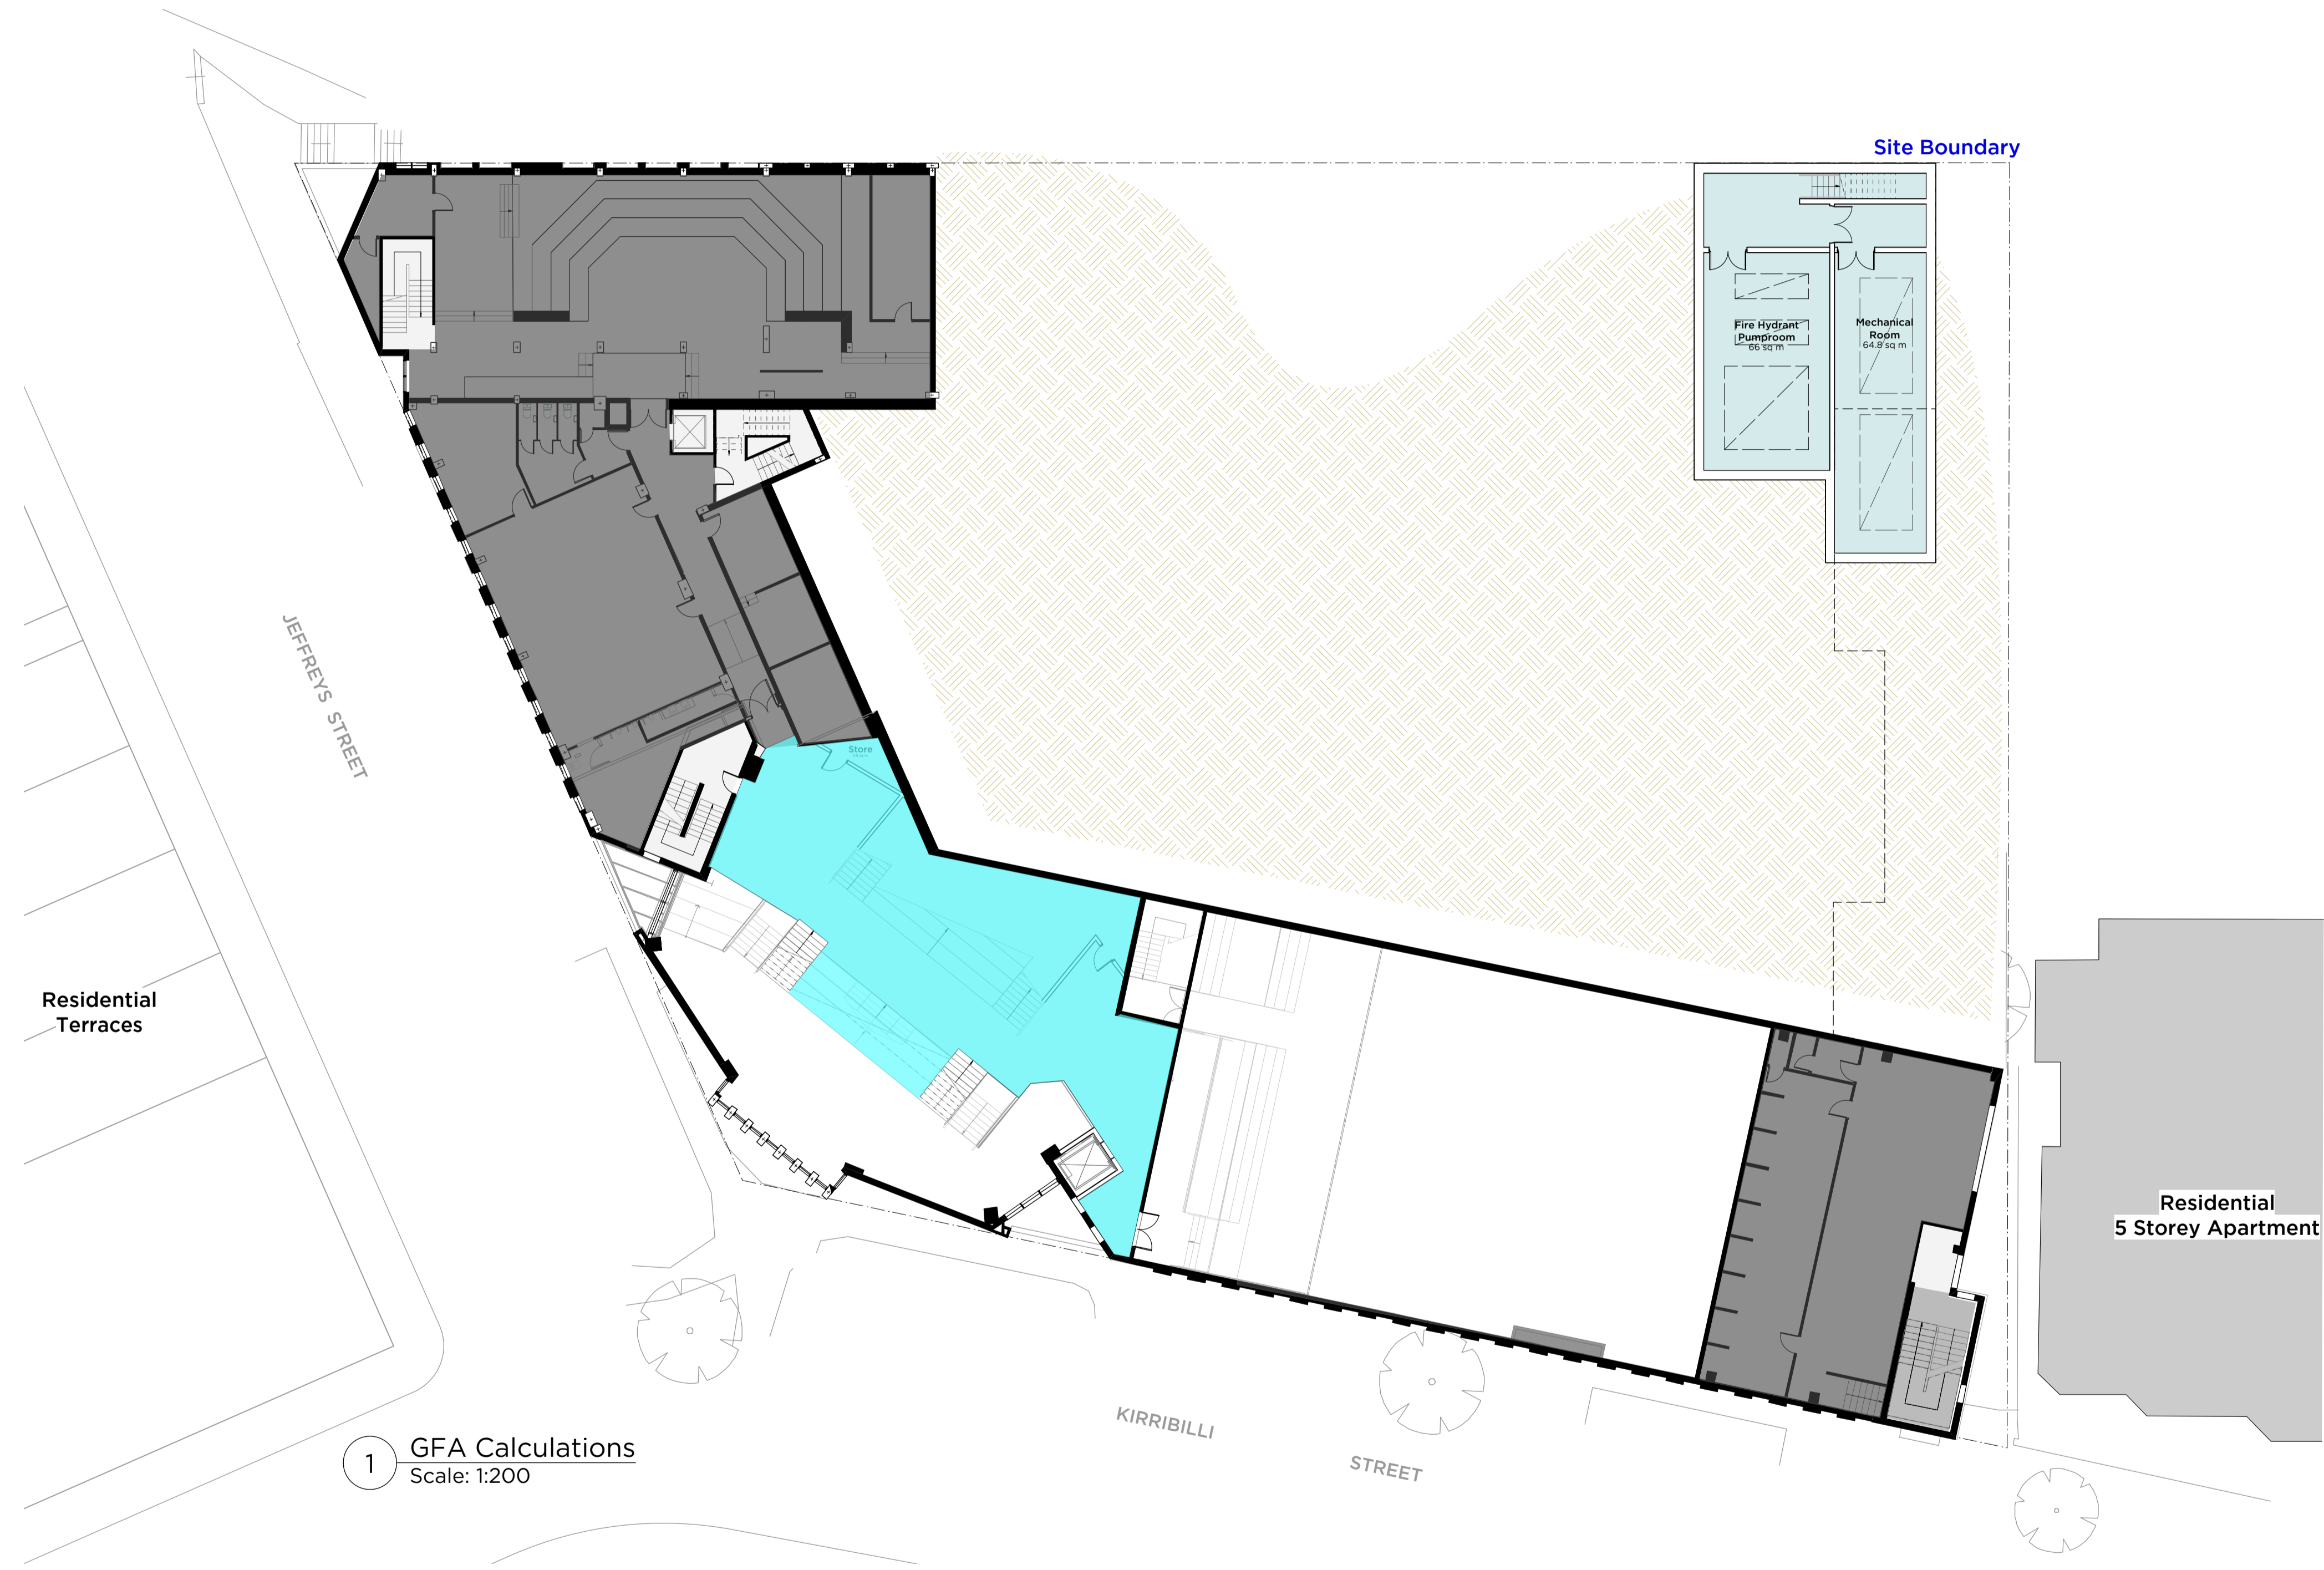 Site Boundary
Fire Hydrant
Pumproom
66 sq m
Mechanical
Room
64.8 sq m
JEFFREYS STREET
Store
Residential
Terraces
Residential
5 Storey Apartment
KIRRIBILLI
STREET
1
GFA Calculations
Scale: 1:200